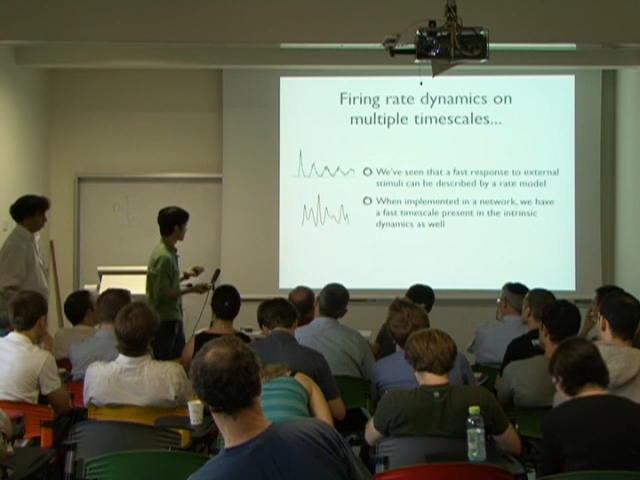 Firing rate dynamics on
multiple timescales...
We've seen that a fast response to external
stimuli can be described by a rate model
When implemented in a network, we have
a fast timescale present in the intrinsic
dynamics as well